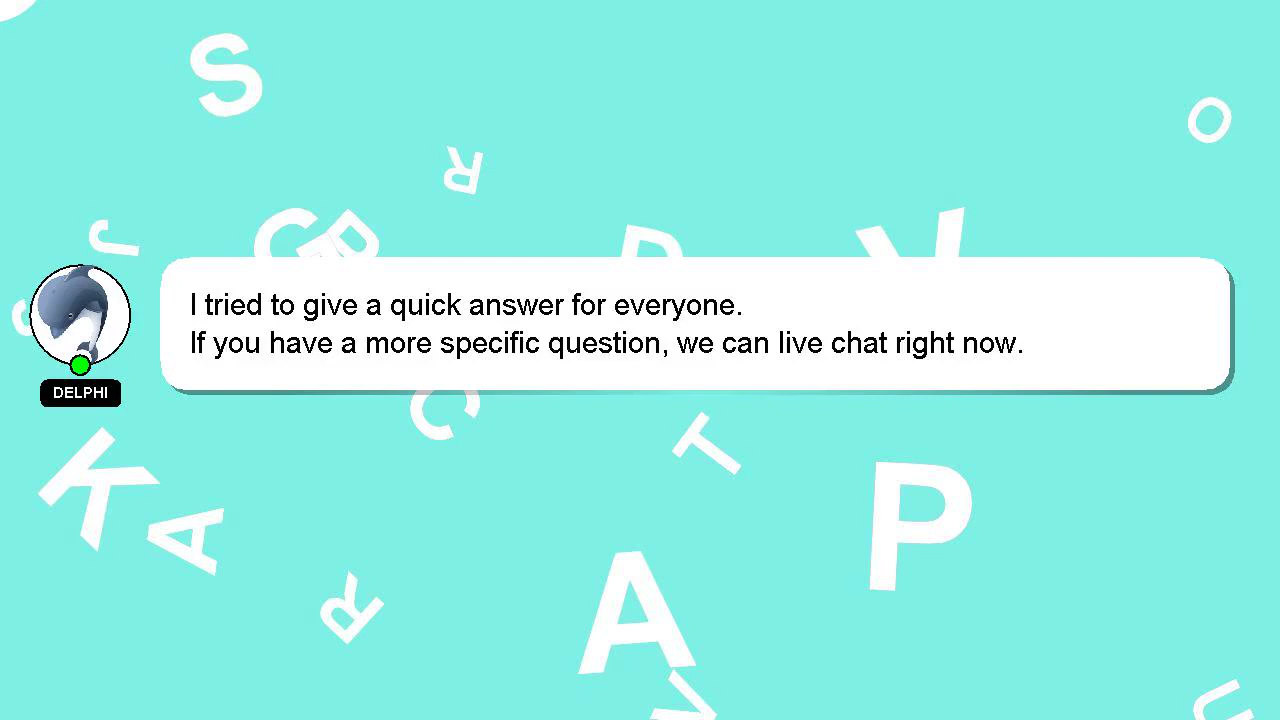 S
O
R
J
G
B
D
V
I tried to give a quick answer for everyone.
If you have a more specific question, we can live chat right now.
DELPHI
C
T
K
P
A
A
R
V
U